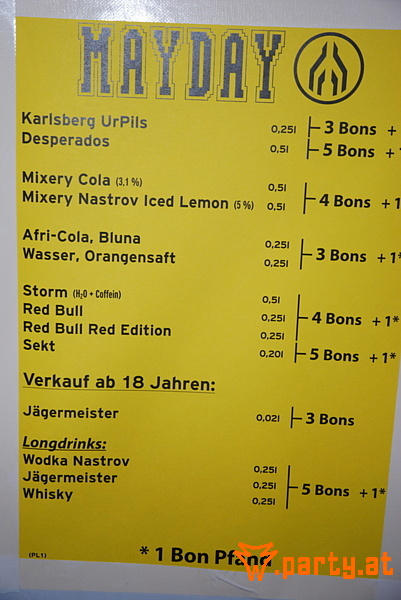 MAYDAY
Karlsberg UrPils 0,25l 3 Bons +
Desperados 0,5l 5 Bons + 1
Mixery Cola (3,1 %) 0,5l
Mixery Nastrov Iced Lemon (5 %) 0,5l 4 Bons + 1
Afri-Cola, Bluna 0,25l
Wasser, Orangensaft 0,25l 3 Bons + 1*
Storm (H₂O + Coffein) 0,5l
Red Bull 0,25l 4 Bons + 1*
Red Bull Red Edition 0,25l
Sekt 0,20l 5 Bons + 1*
Verkauf ab 18 Jahren:
Jägermeister 0,02l 3 Bons
Longdrinks:
Wodka Nastrov 0,25l
Jägermeister 0,25l 5 Bons + 1*
Whisky 0,25l
(PL1) * 1 Bon Pfand
.party.at